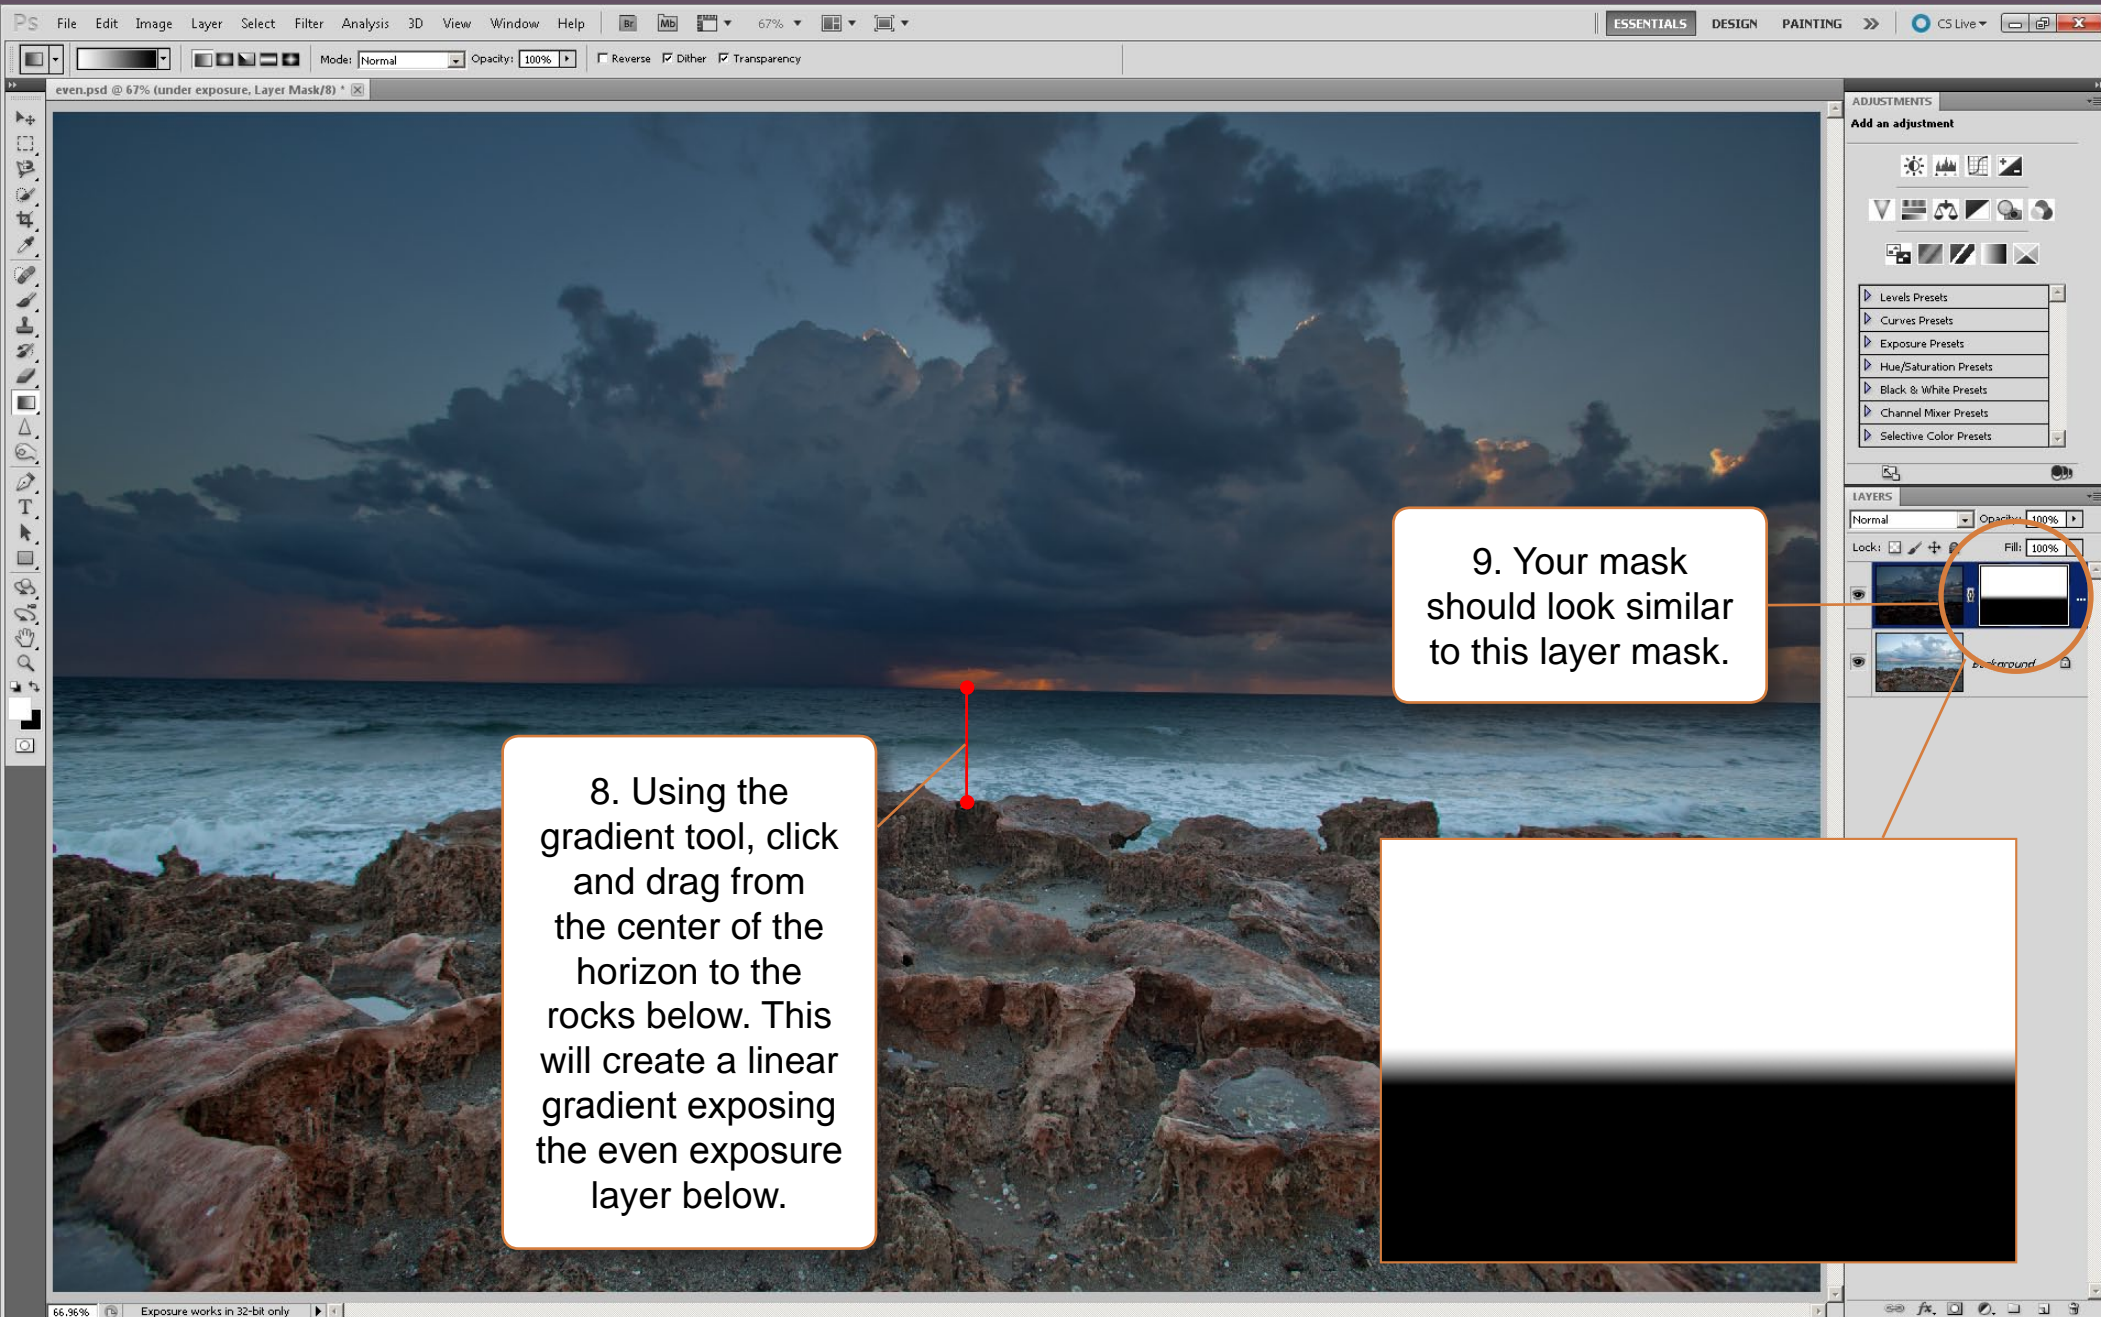 Ps File Edit Image Layer Select Filter Analysis 3D View Window Help Br Mb 67% ESSENTIALS DESIGN PAINTING CS Live
Mode: Normal Opacity: 100% Reverse Dither Transparency
even.psd @ 67% (under exposure, Layer Mask/8) *
ADJUSTMENTS
Add an adjustment
Levels Presets
Curves Presets
Exposure Presets
Hue/Saturation Presets
Black & White Presets
Channel Mixer Presets
Selective Color Presets
LAYERS
Normal Opacity: 100%
Lock: Fill: 100%
Background
9. Your mask
should look similar
to this layer mask.
8. Using the
gradient tool, click
and drag from
the center of the
horizon to the
rocks below. This
will create a linear
gradient exposing
the even exposure
layer below.
66.96% Exposure works in 32-bit only